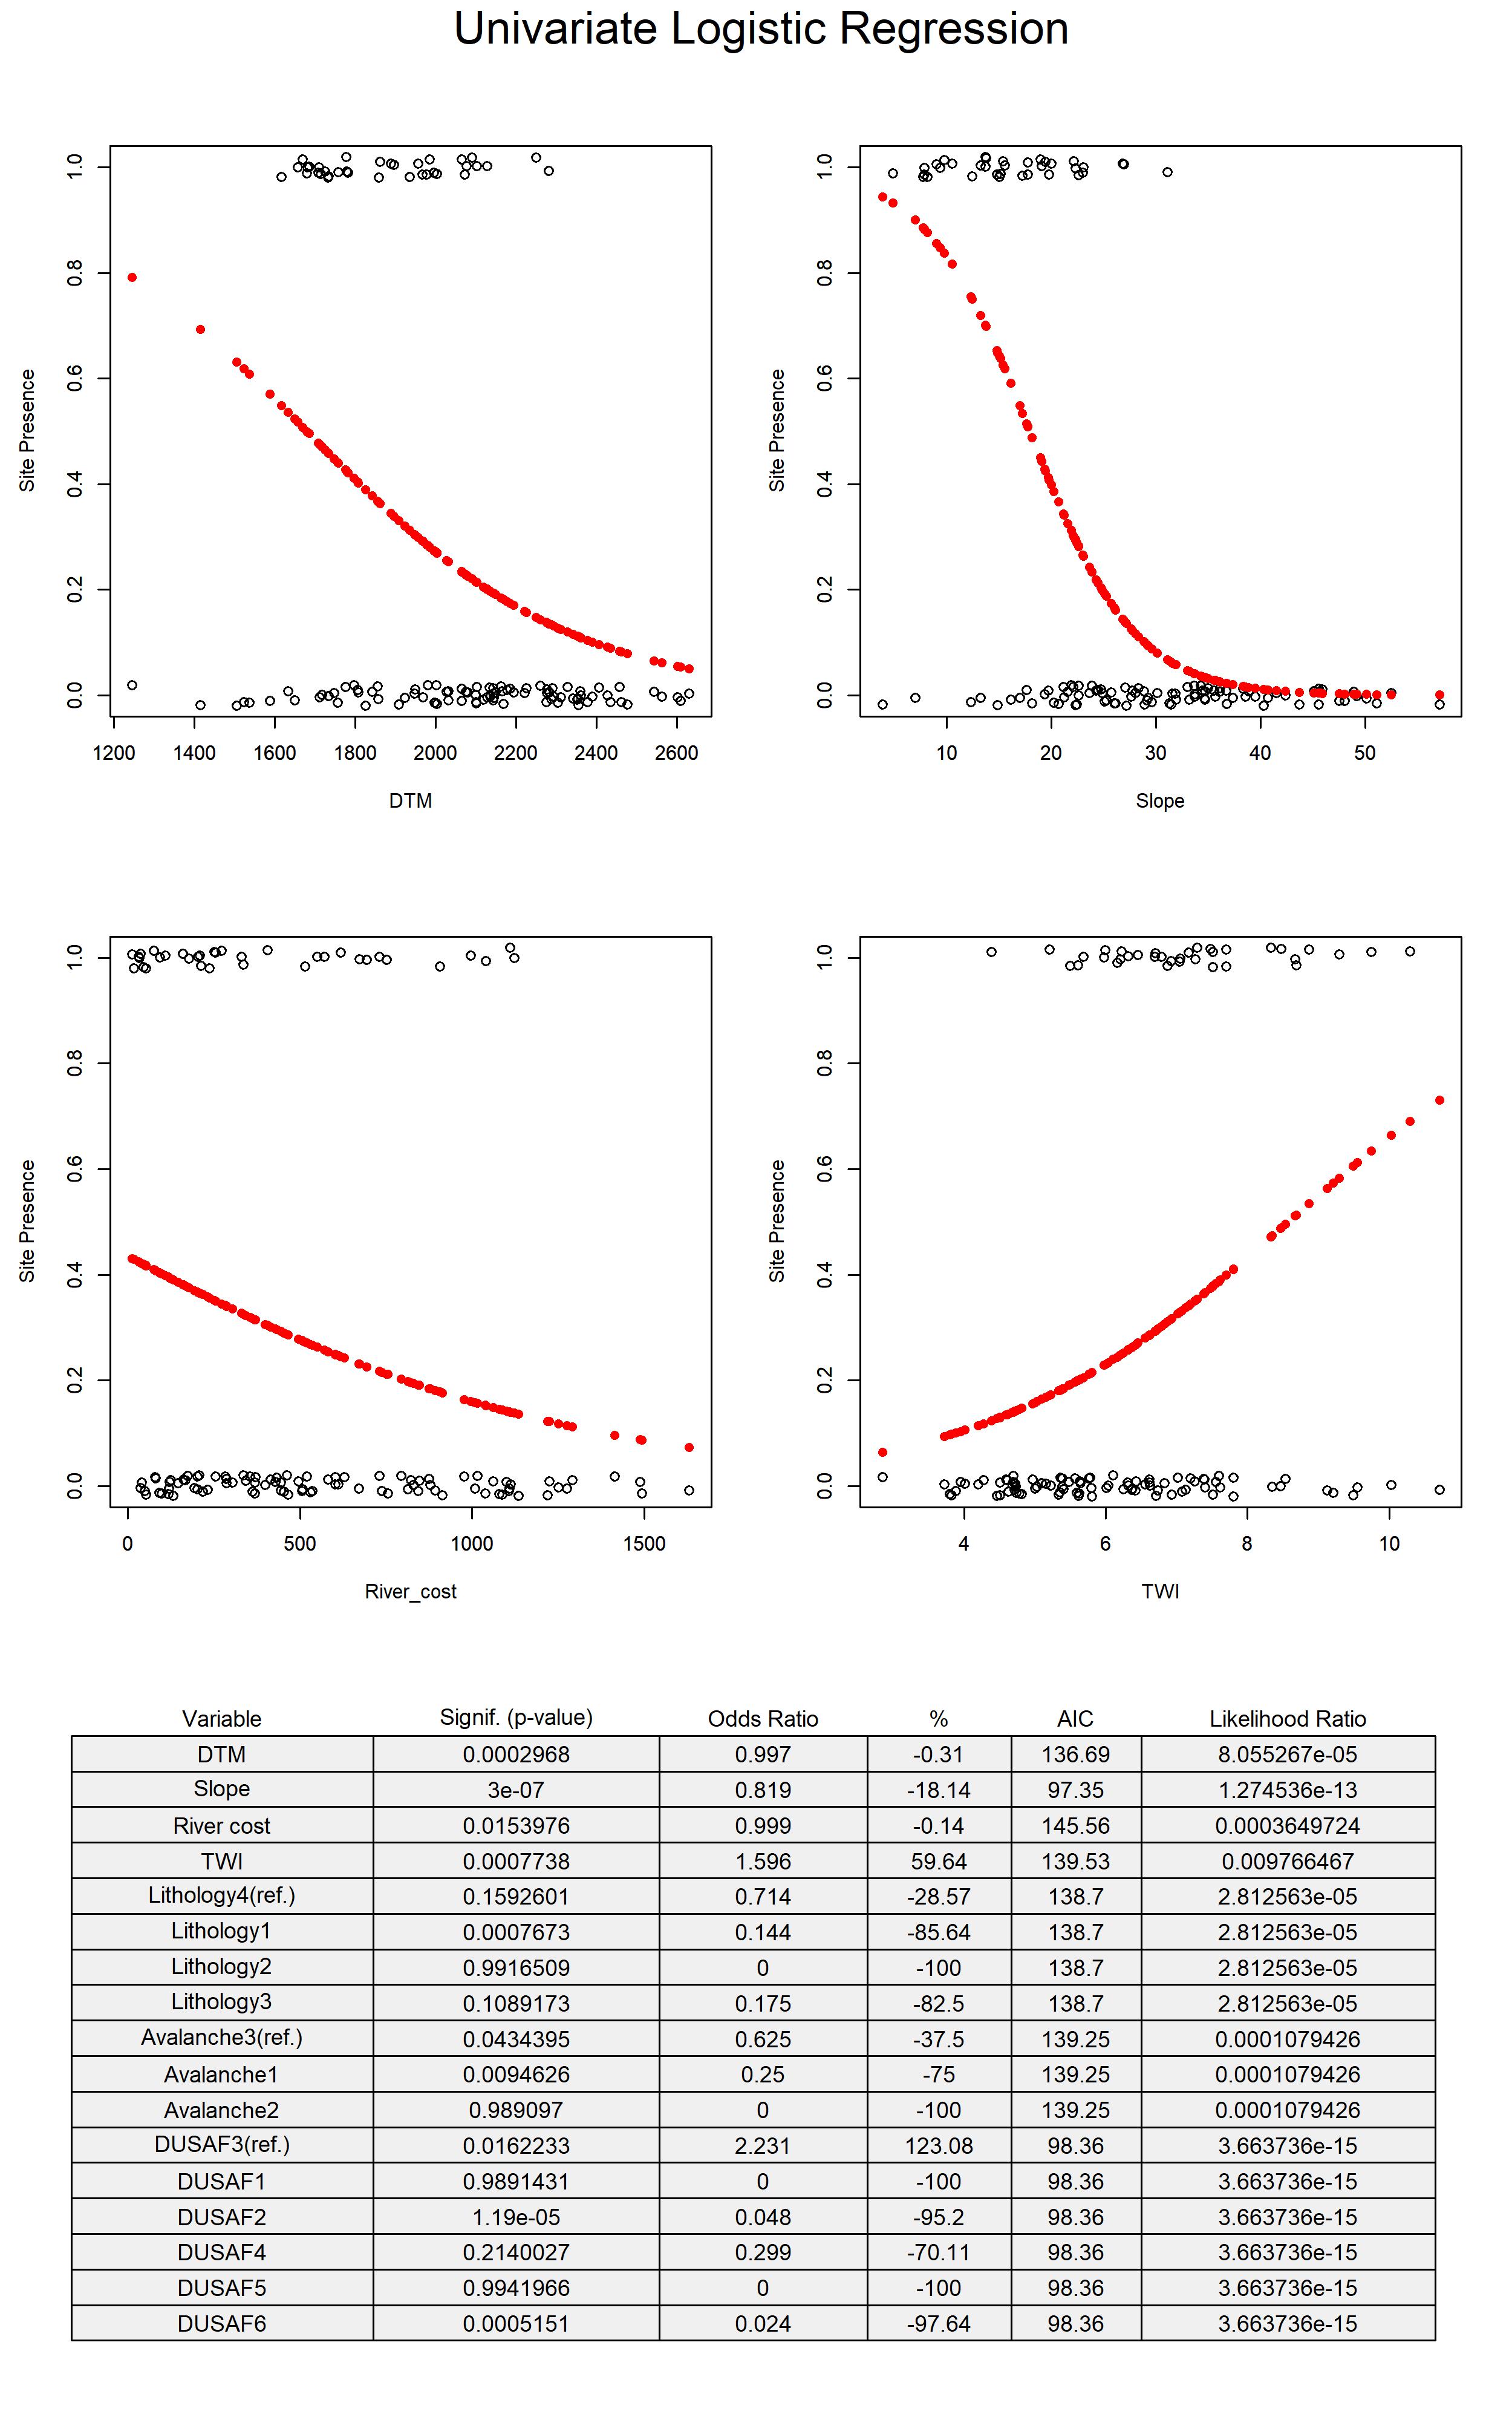 Univariate Logistic Regression
Site Presence
1.0
0.8
0.6
0.4
0.2
0.0
1200 1400 1600 1800 2000 2200 2400 2600
DTM
Site Presence
1.0
0.8
0.6
0.4
0.2
0.0
10 20 30 40 50
Slope
Site Presence
1.0
0.8
0.6
0.4
0.2
0.0
0 500 1000 1500
River_cost
Site Presence
1.0
0.8
0.6
0.4
0.2
0.0
4 6 8 10
TWI
Variable Signif. (p-value) Odds Ratio % AIC Likelihood Ratio
DTM 0.0002968 0.997 -0.31 136.69 8.055267e-05
Slope 3e-07 0.819 -18.14 97.35 1.274536e-13
River cost 0.0153976 0.999 -0.14 145.56 0.0003649724
TWI 0.0007738 1.596 59.64 139.53 0.009766467
Lithology4(ref.) 0.1592601 0.714 -28.57 138.7 2.812563e-05
Lithology1 0.0007673 0.144 -85.64 138.7 2.812563e-05
Lithology2 0.9916509 0 -100 138.7 2.812563e-05
Lithology3 0.1089173 0.175 -82.5 138.7 2.812563e-05
Avalanche3(ref.) 0.0434395 0.625 -37.5 139.25 0.0001079426
Avalanche1 0.0094626 0.25 -75 139.25 0.0001079426
Avalanche2 0.989097 0 -100 139.25 0.0001079426
DUSAF3(ref.) 0.0162233 2.231 123.08 98.36 3.663736e-15
DUSAF1 0.9891431 0 -100 98.36 3.663736e-15
DUSAF2 1.19e-05 0.048 -95.2 98.36 3.663736e-15
DUSAF4 0.2140027 0.299 -70.11 98.36 3.663736e-15
DUSAF5 0.9941966 0 -100 98.36 3.663736e-15
DUSAF6 0.0005151 0.024 -97.64 98.36 3.663736e-15